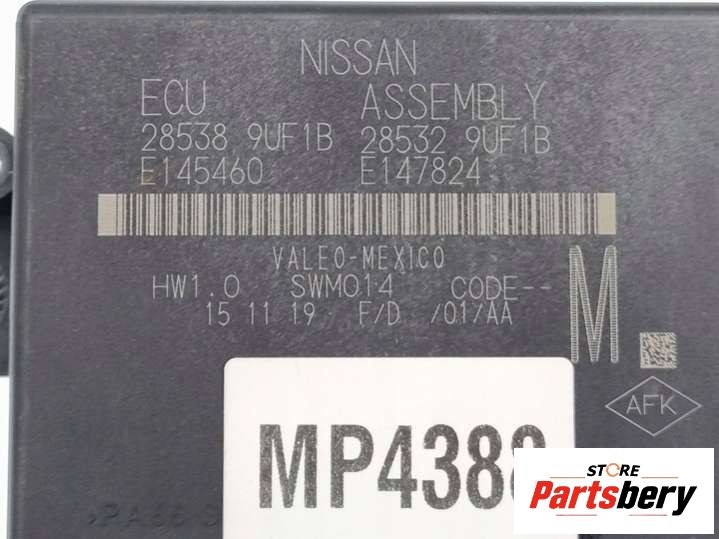 NISSAN
ECU ASSEMBLY
28538 9UF1B 28532 9UF1B
E145460 E147824
VALEO-MEXICO
HW1.0 SWM014 CODE--
15 11 19 F/D /01/AA
M
AFK
MP438
STORE
Partsbery